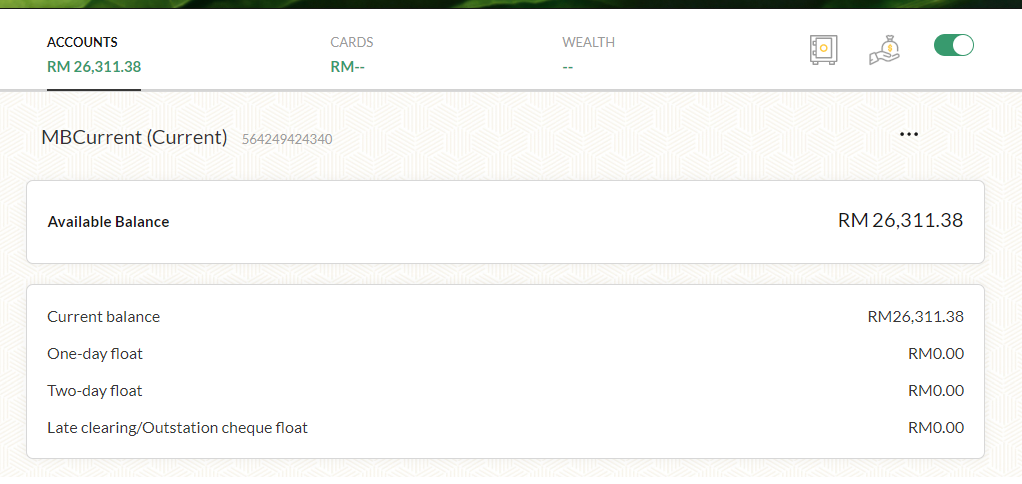 ACCOUNTS CARDS WEALTH
RM 26,311.38 RM-- --
MBCurrent (Current) 564249424340
Available Balance RM 26,311.38
Current balance RM26,311.38
One-day float RM0.00
Two-day float RM0.00
Late clearing/Outstation cheque float RM0.00